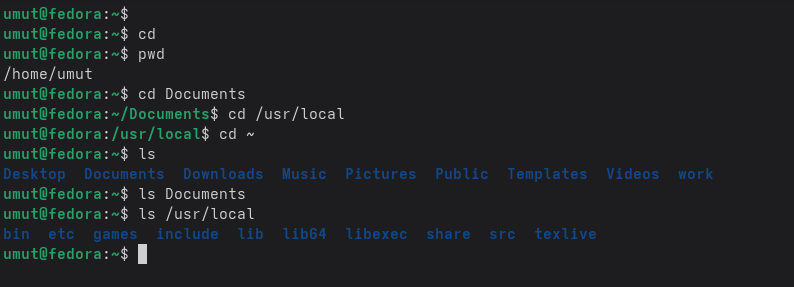 umut@fedora:~$
umut@fedora:~$ cd
umut@fedora:~$ pwd
/home/umut
umut@fedora:~$ cd Documents
umut@fedora:~/Documents$ cd /usr/local
umut@fedora:/usr/local$ cd ~
umut@fedora:~$ ls
Desktop  Documents  Downloads  Music  Pictures  Public  Templates  Videos  work
umut@fedora:~$ ls Documents
umut@fedora:~$ ls /usr/local
bin  etc  games  include  lib  lib64  libexec  share  src  texlive
umut@fedora:~$